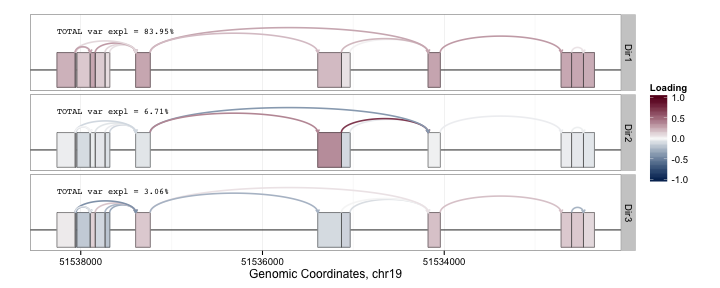 TOTAL var expl = 83.95%
Dir1
TOTAL var expl = 6.71%
Dir2
TOTAL var expl = 3.06%
Dir3
51538000
51536000
51534000
Genomic Coordinates, chr19
Loading
1.0
0.5
0.0
-0.5
-1.0